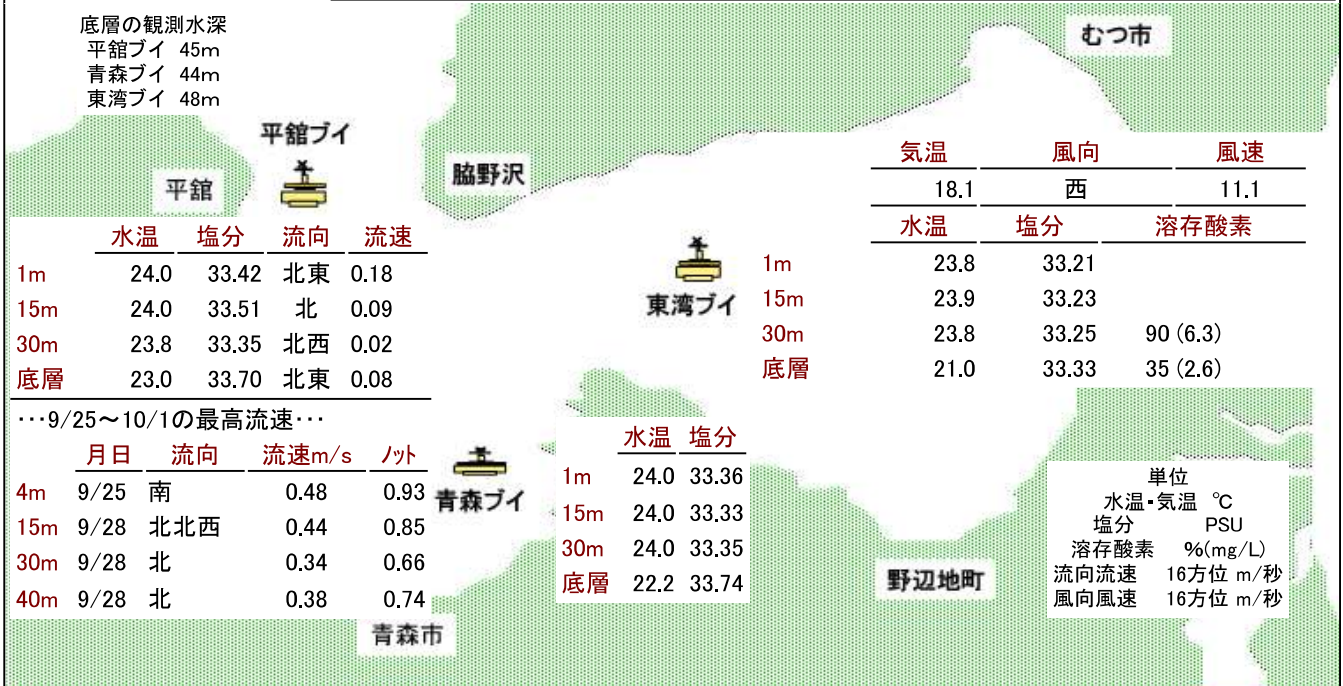 底層の観測水深
平舘ブイ 45m
青森ブイ 44m
東湾ブイ 48m
むつ市
平舘ブイ
平舘
脇野沢
水温 塩分 流向 流速
1m 24.0 33.42 北東 0.18
15m 24.0 33.51 北 0.09
30m 23.8 33.35 北西 0.02
底層 23.0 33.70 北東 0.08
…9/25～10/1の最高流速…
月日 流向 流速m/s ノット
4m 9/25 南 0.48 0.93
15m 9/28 北北西 0.44 0.85
30m 9/28 北 0.34 0.66
40m 9/28 北 0.38 0.74
気温 風向 風速
18.1 西 11.1
水温 塩分 溶存酸素
1m 23.8 33.21
15m 23.9 33.23
30m 23.8 33.25 90 (6.3)
底層 21.0 33.33 35 (2.6)
東湾ブイ
青森ブイ
水温 塩分
1m 24.0 33.36
15m 24.0 33.33
30m 24.0 33.35
底層 22.2 33.74
青森市
野辺地町
単位
水温・気温 ℃
塩分 PSU
溶存酸素 %(mg/L)
流向流速 16方位 m/秒
風向風速 16方位 m/秒